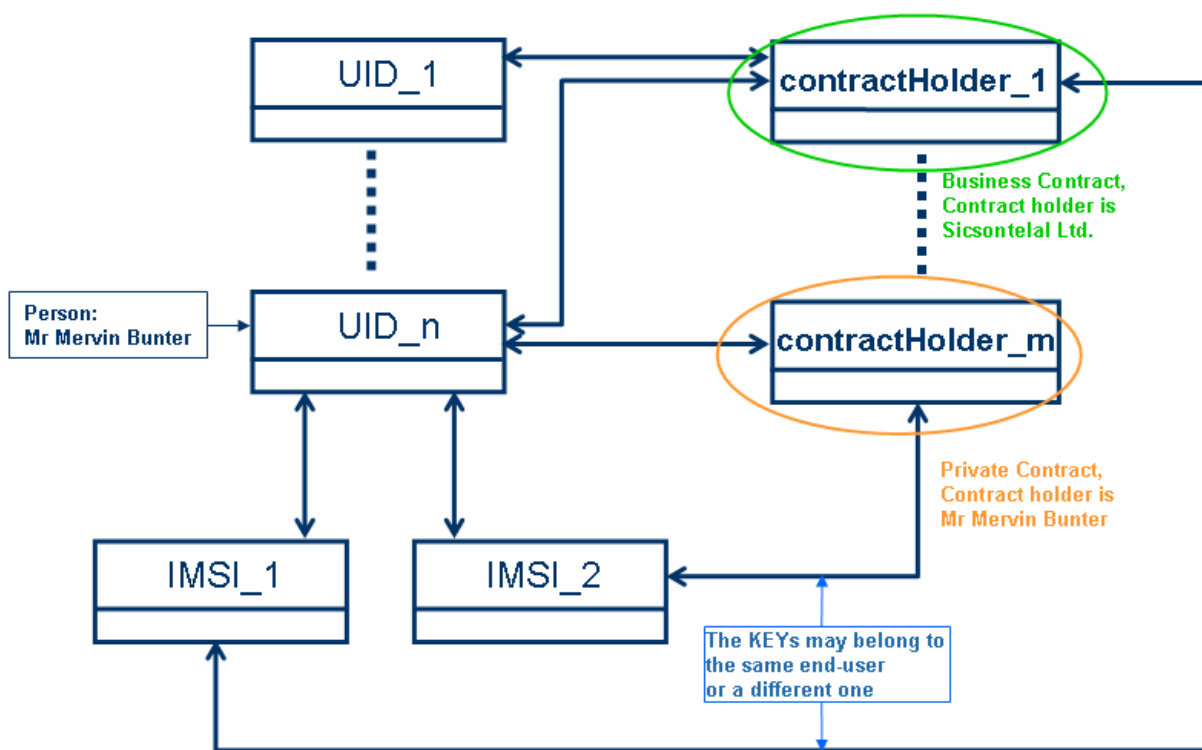 UID_1
contractHolder_1
Business Contract,
Contract holder is
Sicsontelal Ltd.
Person:
Mr Mervin Bunter
UID_n
contractHolder_m
Private Contract,
Contract holder is
Mr Mervin Bunter
IMSI_1
IMSI_2
The KEYs may belong to
the same end-user
or a different one